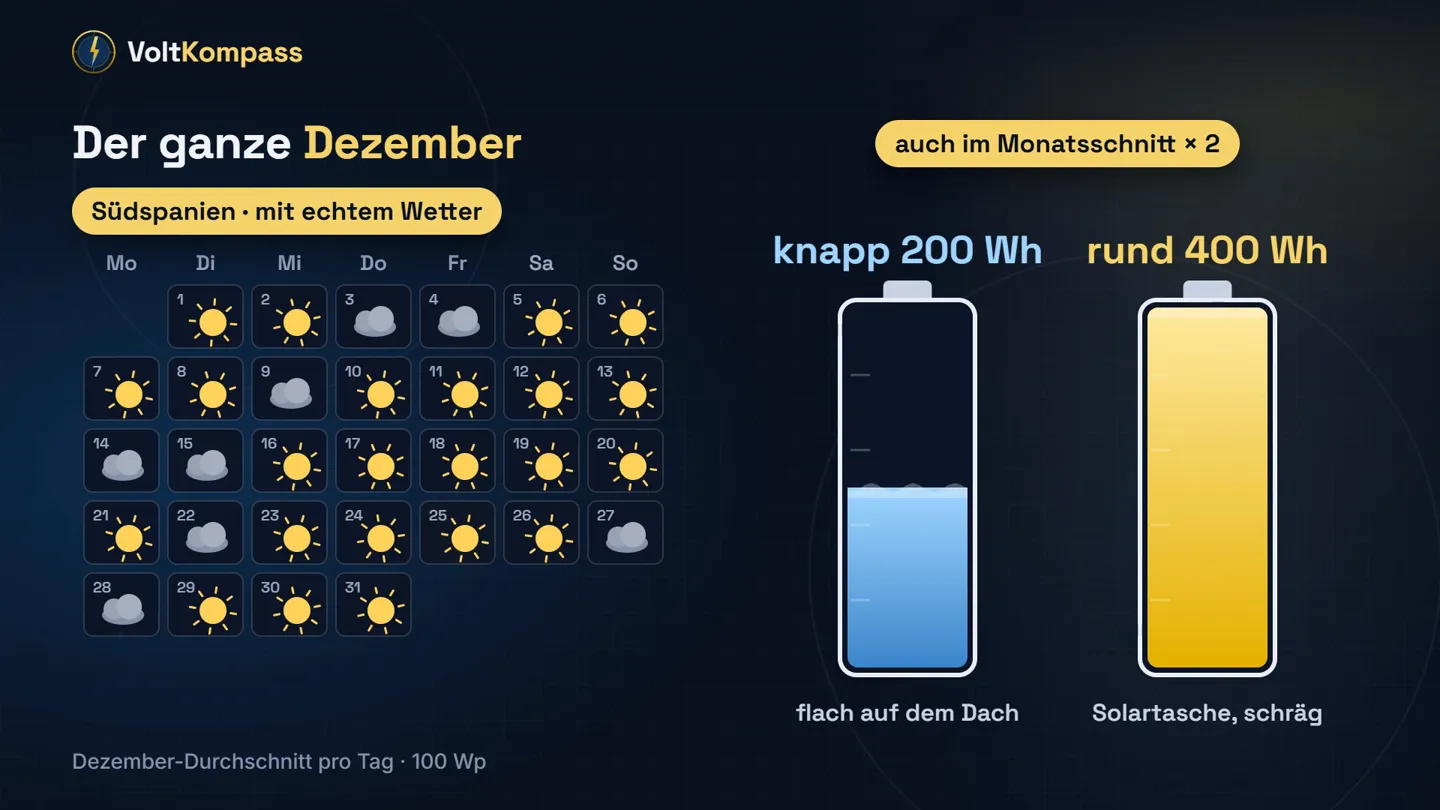 VoltKompass
Der ganze Dezember
Südspanien · mit echtem Wetter
Mo Di Mi Do Fr Sa So
1 2 3 4 5 6
7 8 9 10 11 12 13
14 15 16 17 18 19 20
21 22 23 24 25 26 27
28 29 30 31
Dezember-Durchschnitt pro Tag · 100 Wp
auch im Monatsschnitt × 2
knapp 200 Wh rund 400 Wh
flach auf dem Dach Solartasche, schräg